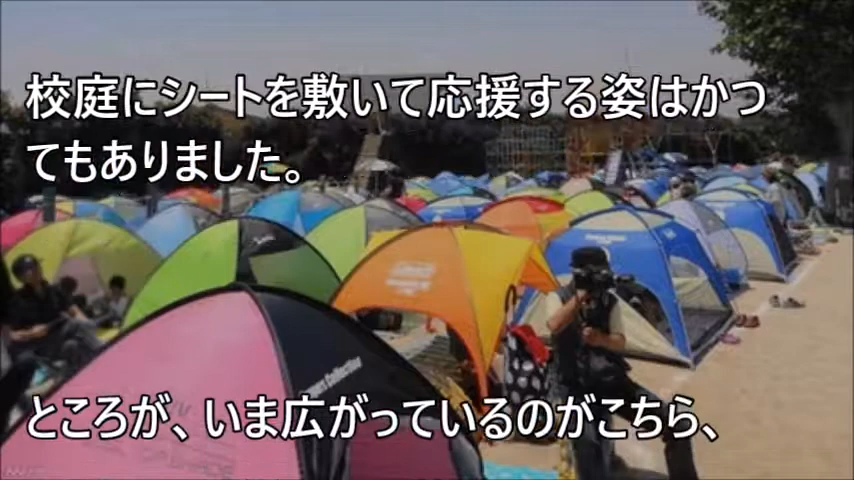 校庭にシートを敷いて応援する姿はかつ
てもありました。
ところが、いま広がっているのがこちら、